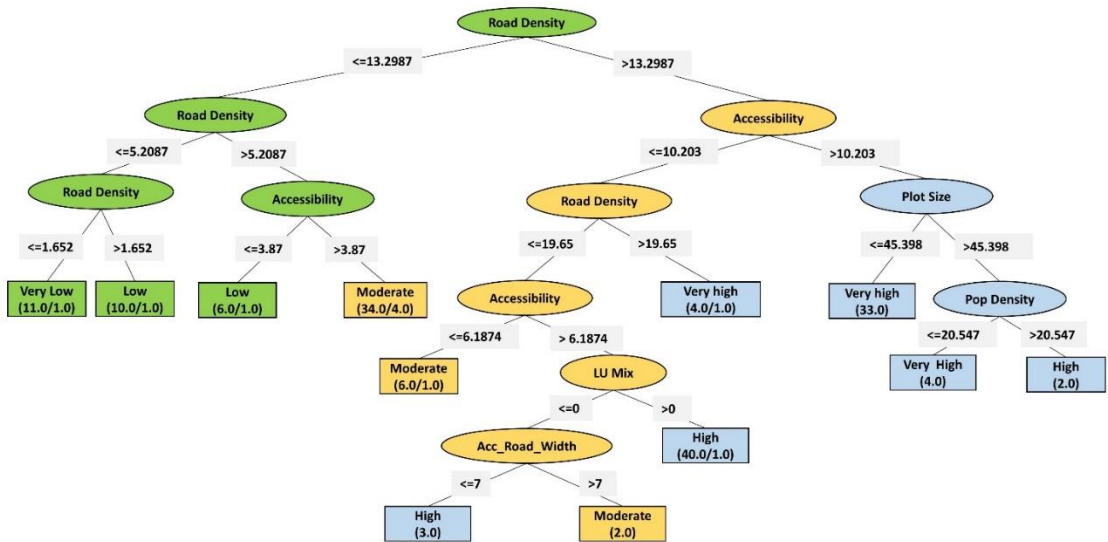 Road Density
<=13.2987
>13.2987
Road Density
Accessibility
<=5.2087
>5.2087
<=10.203
>10.203
Road Density
Accessibility
Road Density
Plot Size
<=1.652
>1.652
<=3.87
>3.87
<=19.65
>19.65
<=45.398
>45.398
Very Low
(11.0/1.0)
Low
(10.0/1.0)
Low
(6.0/1.0)
Moderate
(34.0/4.0)
Accessibility
Very high
(4.0/1.0)
Very high
(33.0)
Pop Density
<=6.1874
> 6.1874
<=20.547
>20.547
Moderate
(6.0/1.0)
LU Mix
Very High
(4.0)
High
(2.0)
<=0
>0
Acc_Road_Width
High
(40.0/1.0)
<=7
>7
High
(3.0)
Moderate
(2.0)